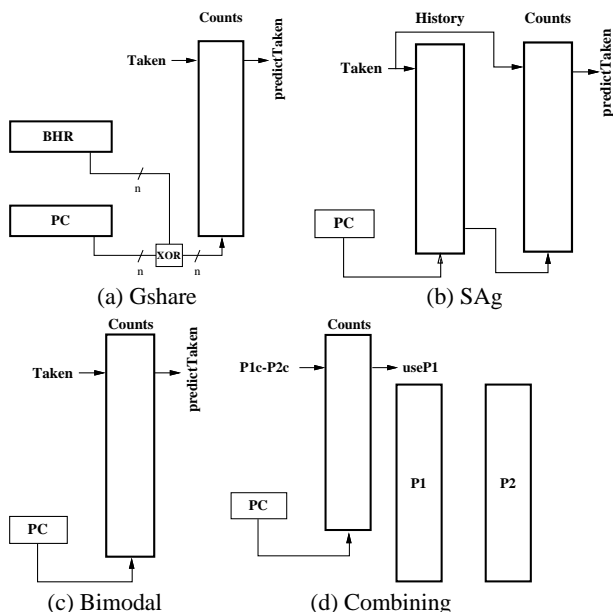 Counts
Taken
predictTaken
BHR
n
PC
XOR
n
n
(a) Gshare
History
Counts
Taken
predictTaken
PC
(b) SAg
Counts
Taken
predictTaken
PC
(c) Bimodal
Counts
P1c-P2c
useP1
P1
P2
PC
(d) Combining